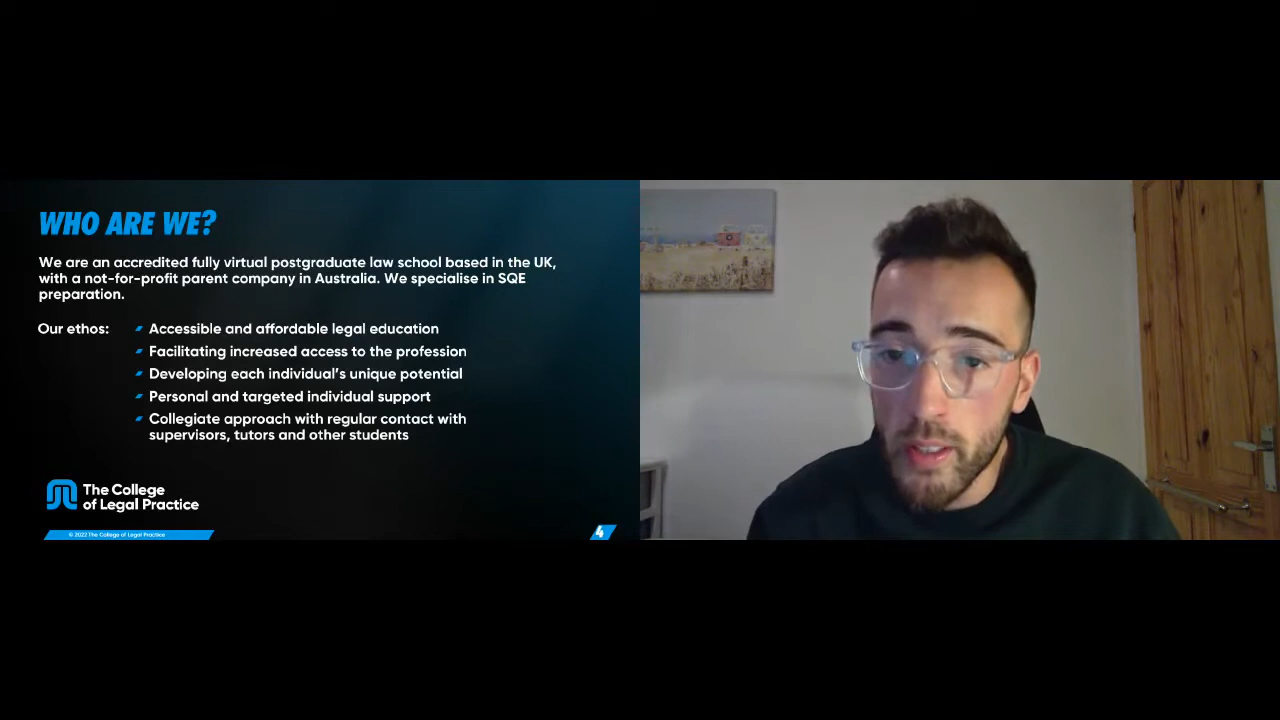 WHO ARE WE?
We are an accredited fully virtual postgraduate law school based in the UK,
with a not-for-profit parent company in Australia. We specialise in SQE
preparation.
Our ethos:
Accessible and affordable legal education
Facilitating increased access to the profession
Developing each individual's unique potential
Personal and targeted individual support
Collegiate approach with regular contact with
supervisors, tutors and other students
The College
of Legal Practice
© 2022 The College of Legal Practice
4